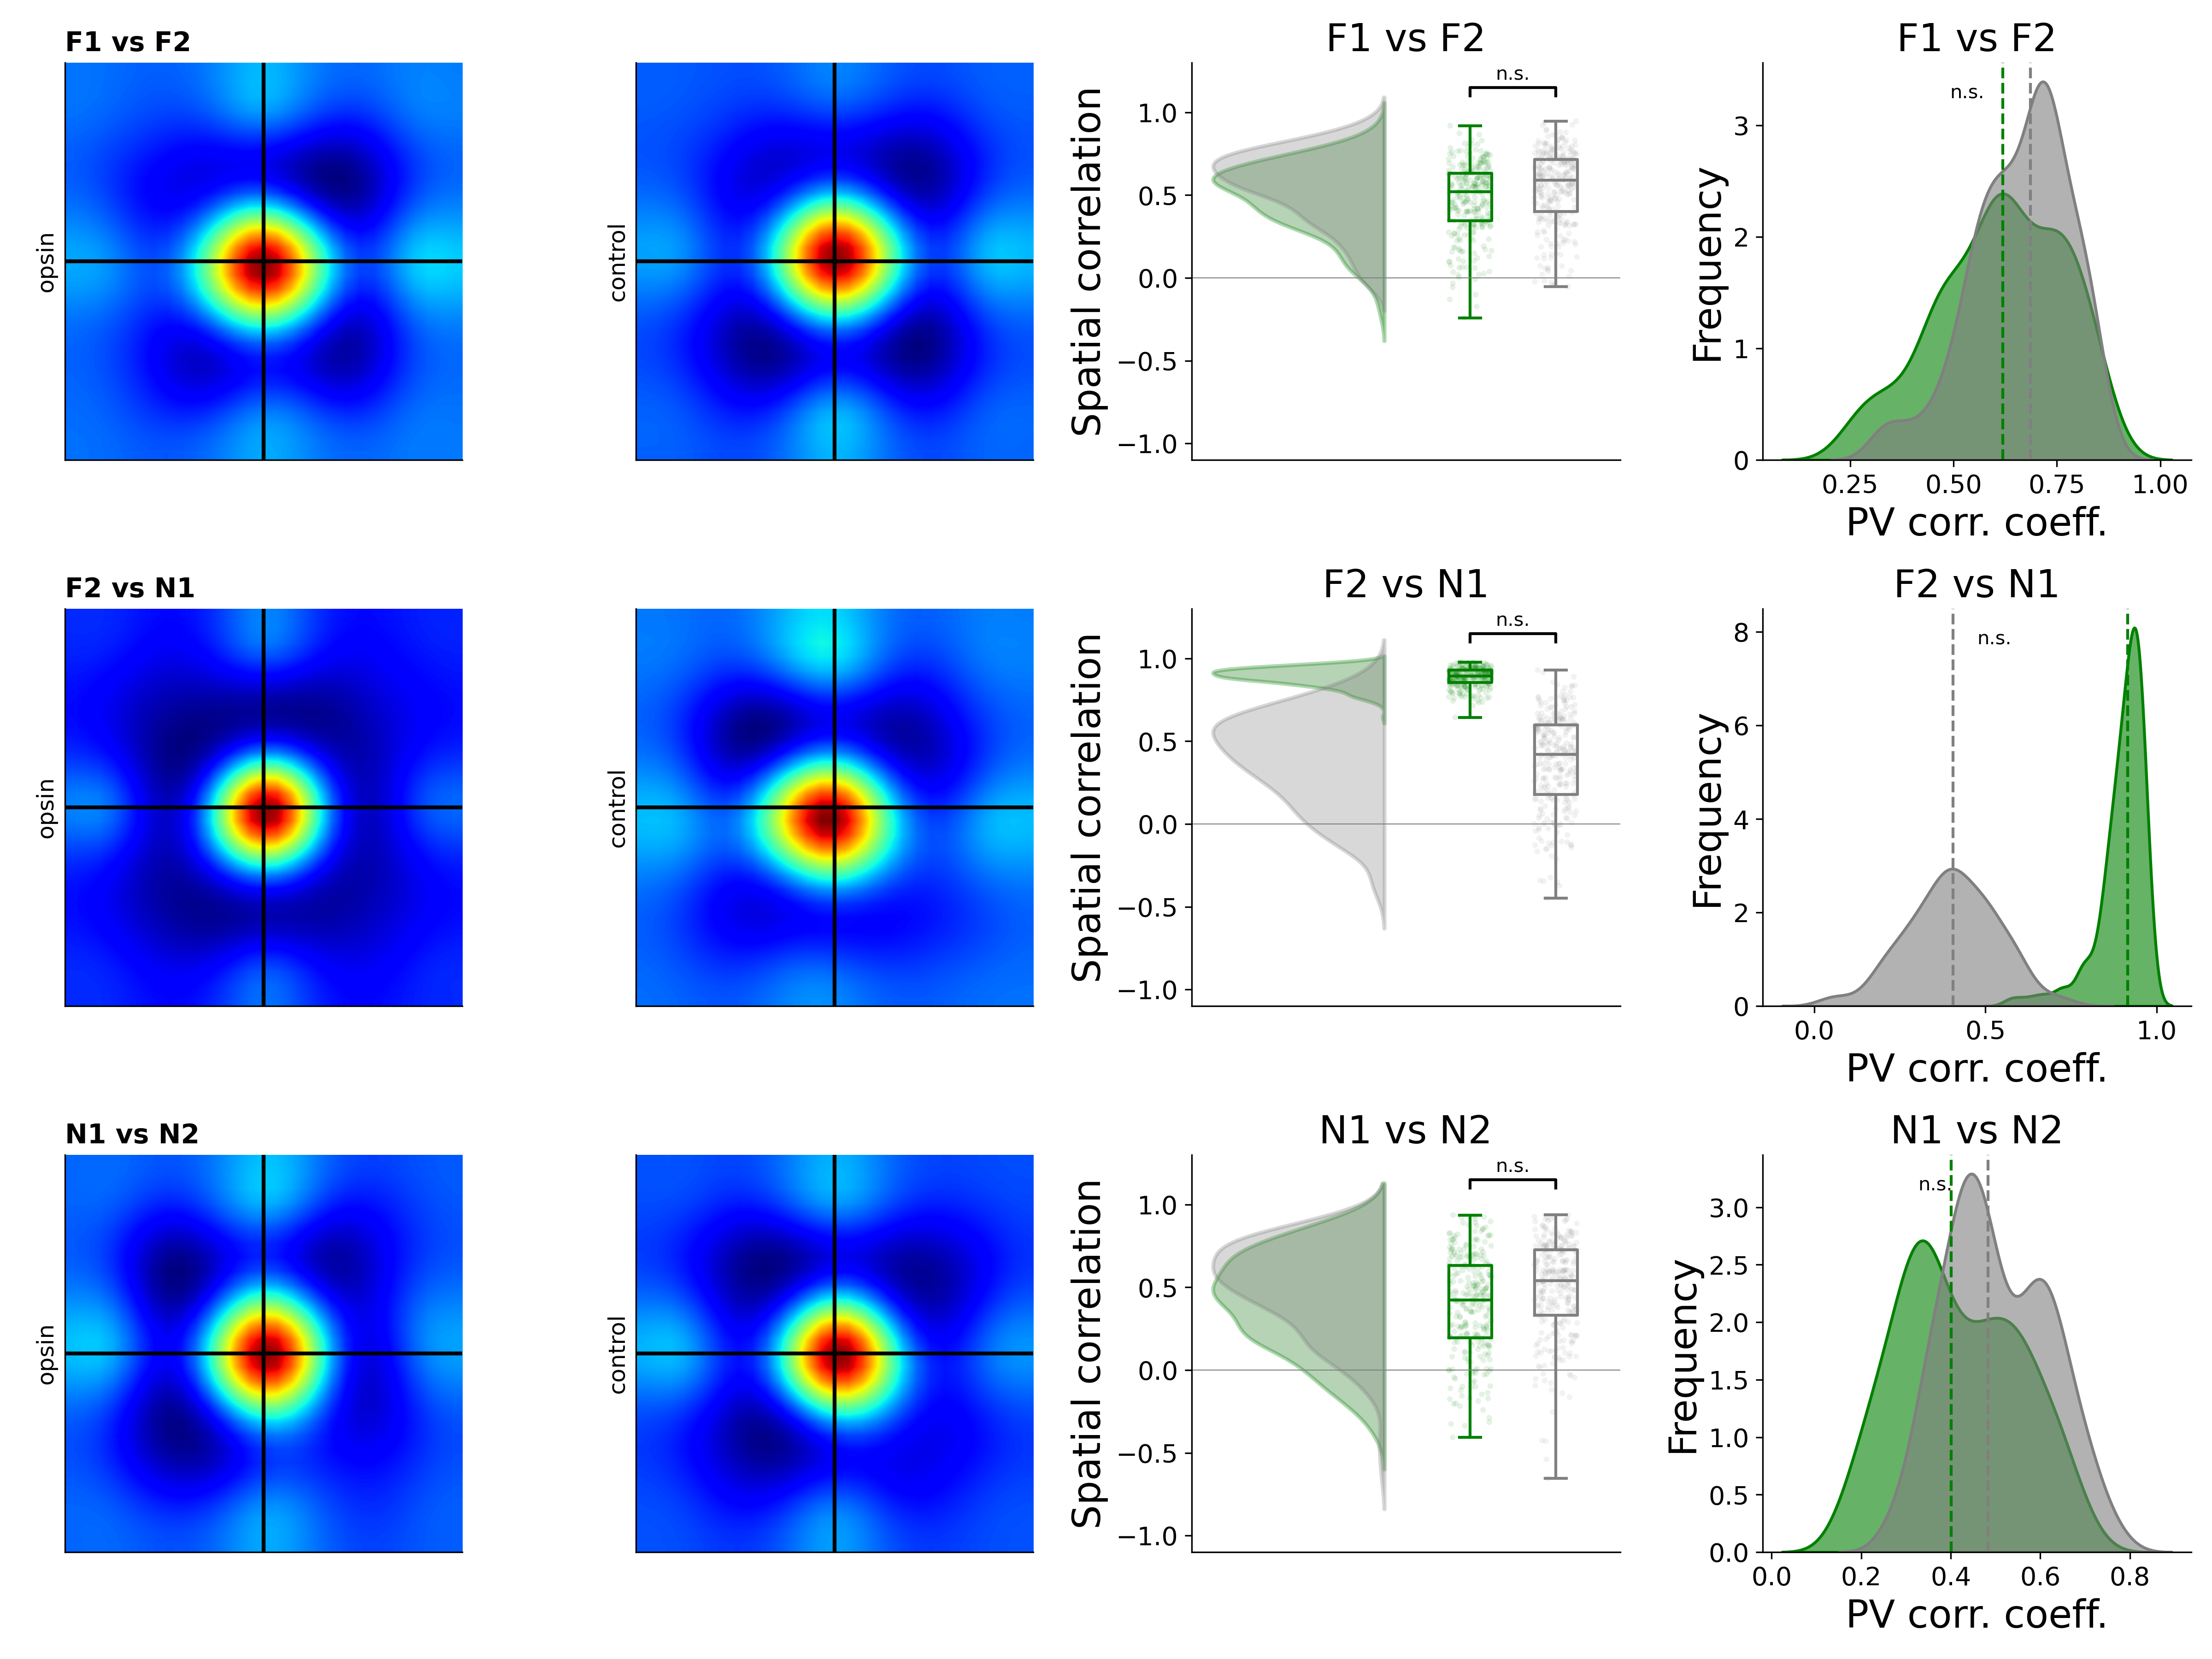 F1 vs F2
opsin
control
F1 vs F2
Spatial correlation
1.0
0.5
0.0
−0.5
−1.0
n.s.
F1 vs F2
Frequency
3
2
1
0
n.s.
0.25 0.50 0.75 1.00
PV corr. coeff.
F2 vs N1
opsin
control
F2 vs N1
Spatial correlation
1.0
0.5
0.0
−0.5
−1.0
n.s.
F2 vs N1
Frequency
8
6
4
2
0
n.s.
0.0 0.5 1.0
PV corr. coeff.
N1 vs N2
opsin
control
N1 vs N2
Spatial correlation
1.0
0.5
0.0
−0.5
−1.0
n.s.
N1 vs N2
Frequency
3.0
2.5
2.0
1.5
1.0
0.5
0.0
n.s.
0.0 0.2 0.4 0.6 0.8
PV corr. coeff.